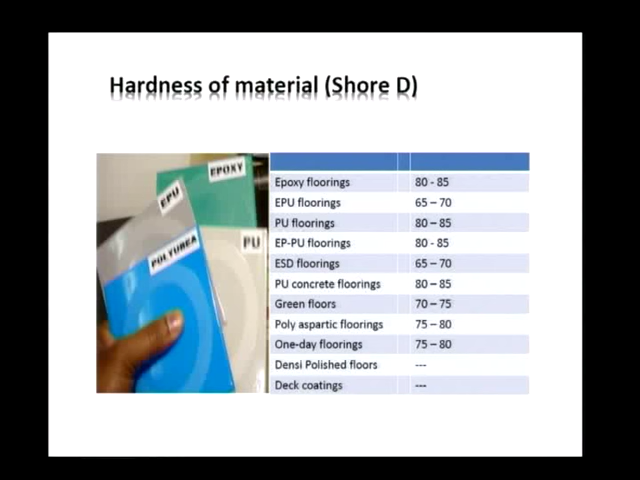 Hardness of material (Shore D)
EPOXY
EPU
POLYUREA
PU
Epoxy floorings 80 - 85
EPU floorings 65 – 70
PU floorings 80 – 85
EP-PU floorings 80 - 85
ESD floorings 65 – 70
PU concrete floorings 80 – 85
Green floors 70 – 75
Poly aspartic floorings 75 – 80
One-day floorings 75 – 80
Densi Polished floors ---
Deck coatings ---